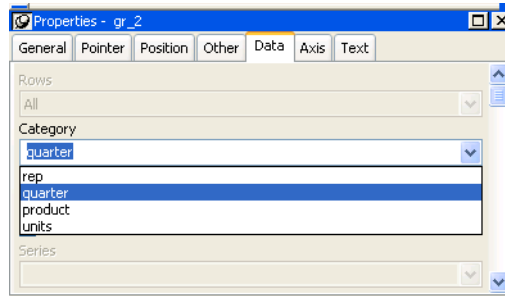 Properties - gr_2
General Pointer Position Other Data Axis Text
Rows
All
Category
quarter
rep
quarter
product
units
Series